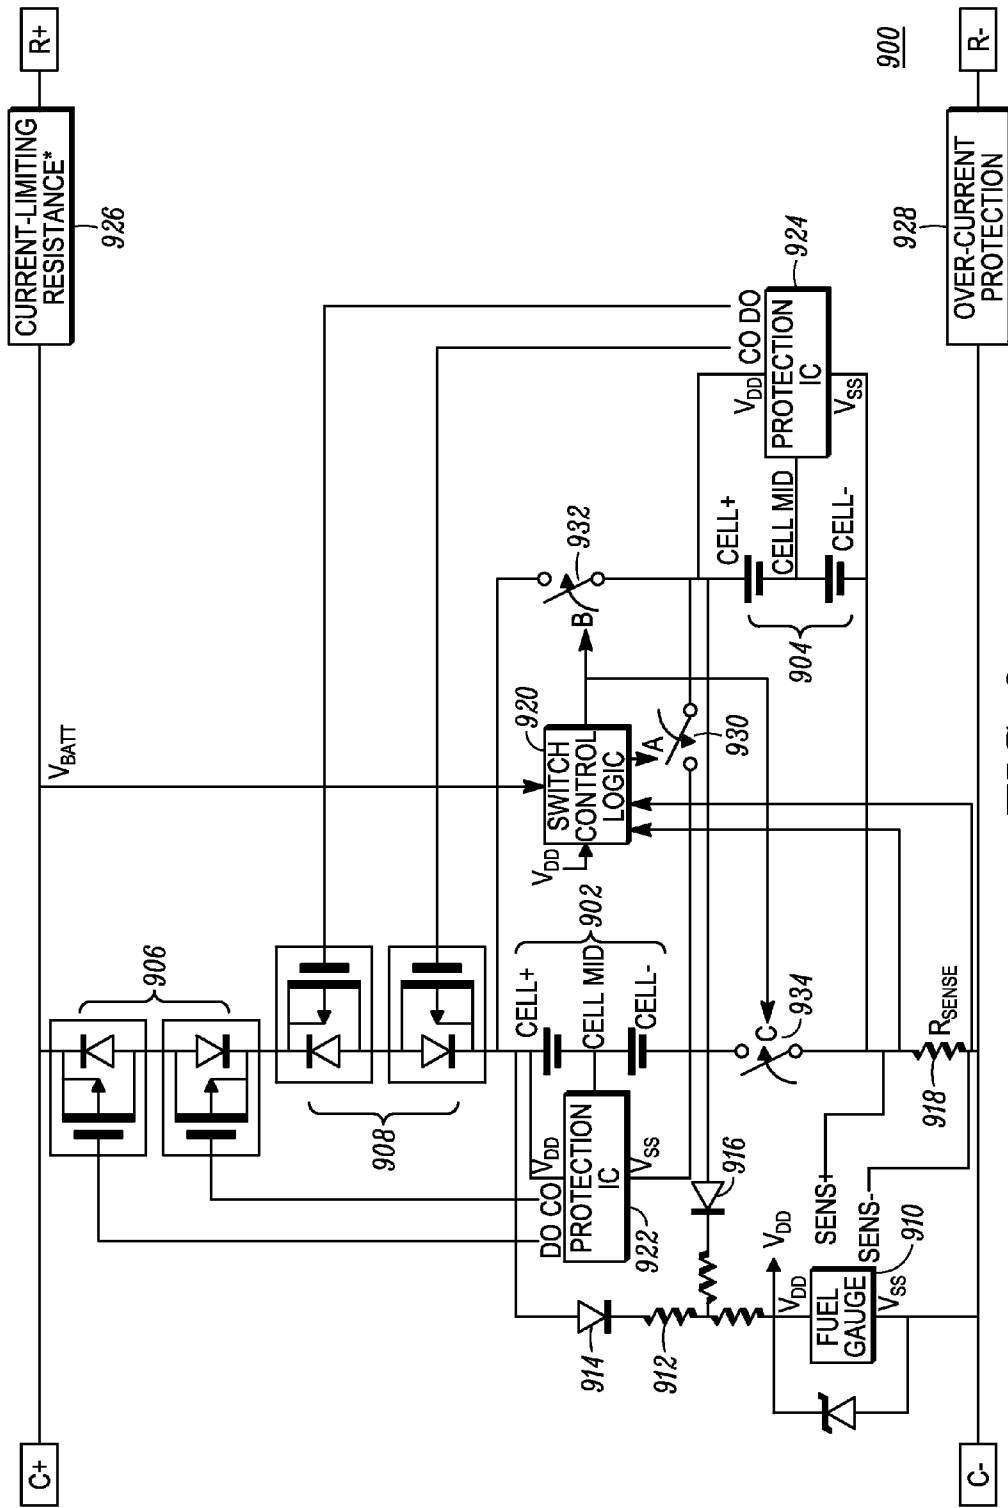 R+
R-
900
CURRENT-LIMITING
RESISTANCE*
926
OVER-CURRENT
PROTECTION
928
924
CO DO
V_DD
PROTECTION
IC
V_SS
CELL+
CELL MID
CELL-
904
932
B
920
SWITCH
CONTROL
LOGIC
A
930
V_BATT
V_DD
902
CELL+
CELL MID
CELL-
C
934
R_SENSE
918
906
908
V_DD
DO CO
PROTECTION
IC
V_SS
922
916
914
912
V_DD
V_DD
FUEL
GAUGE
V_SS
910
SENS+
SENS-
C+
C-